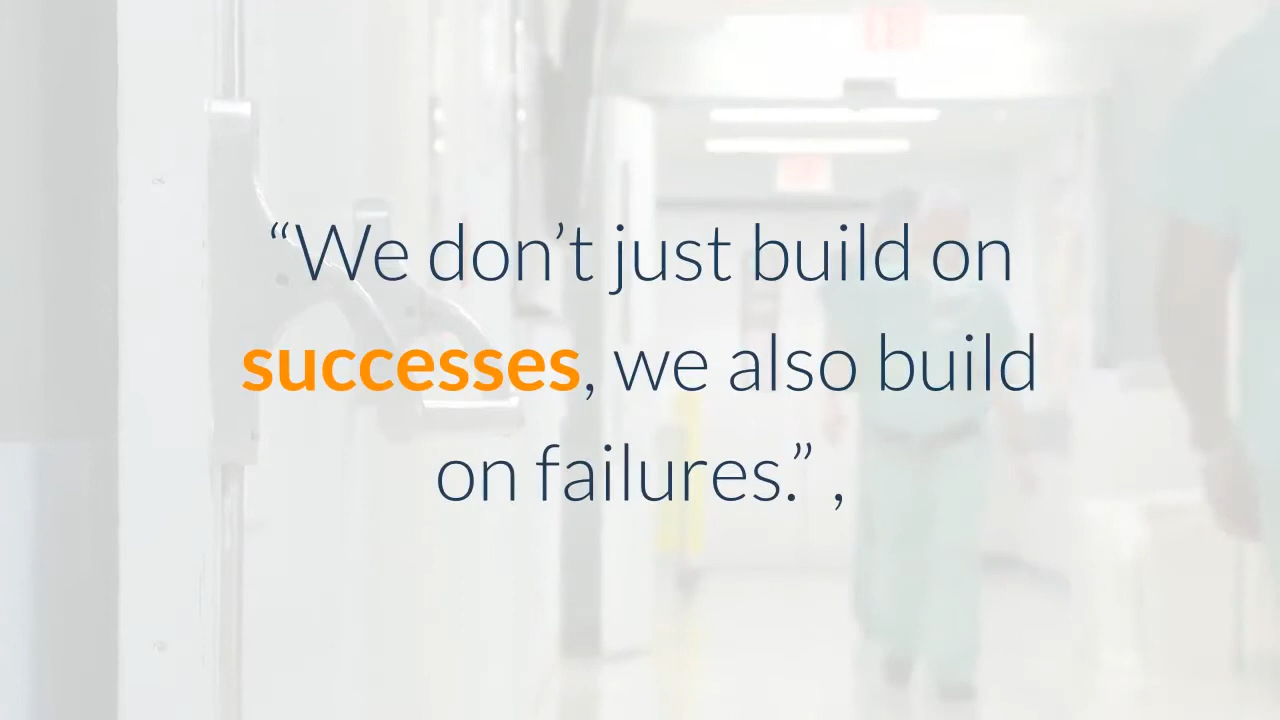 “We don’t just build on
successes, we also build
on failures.” ,